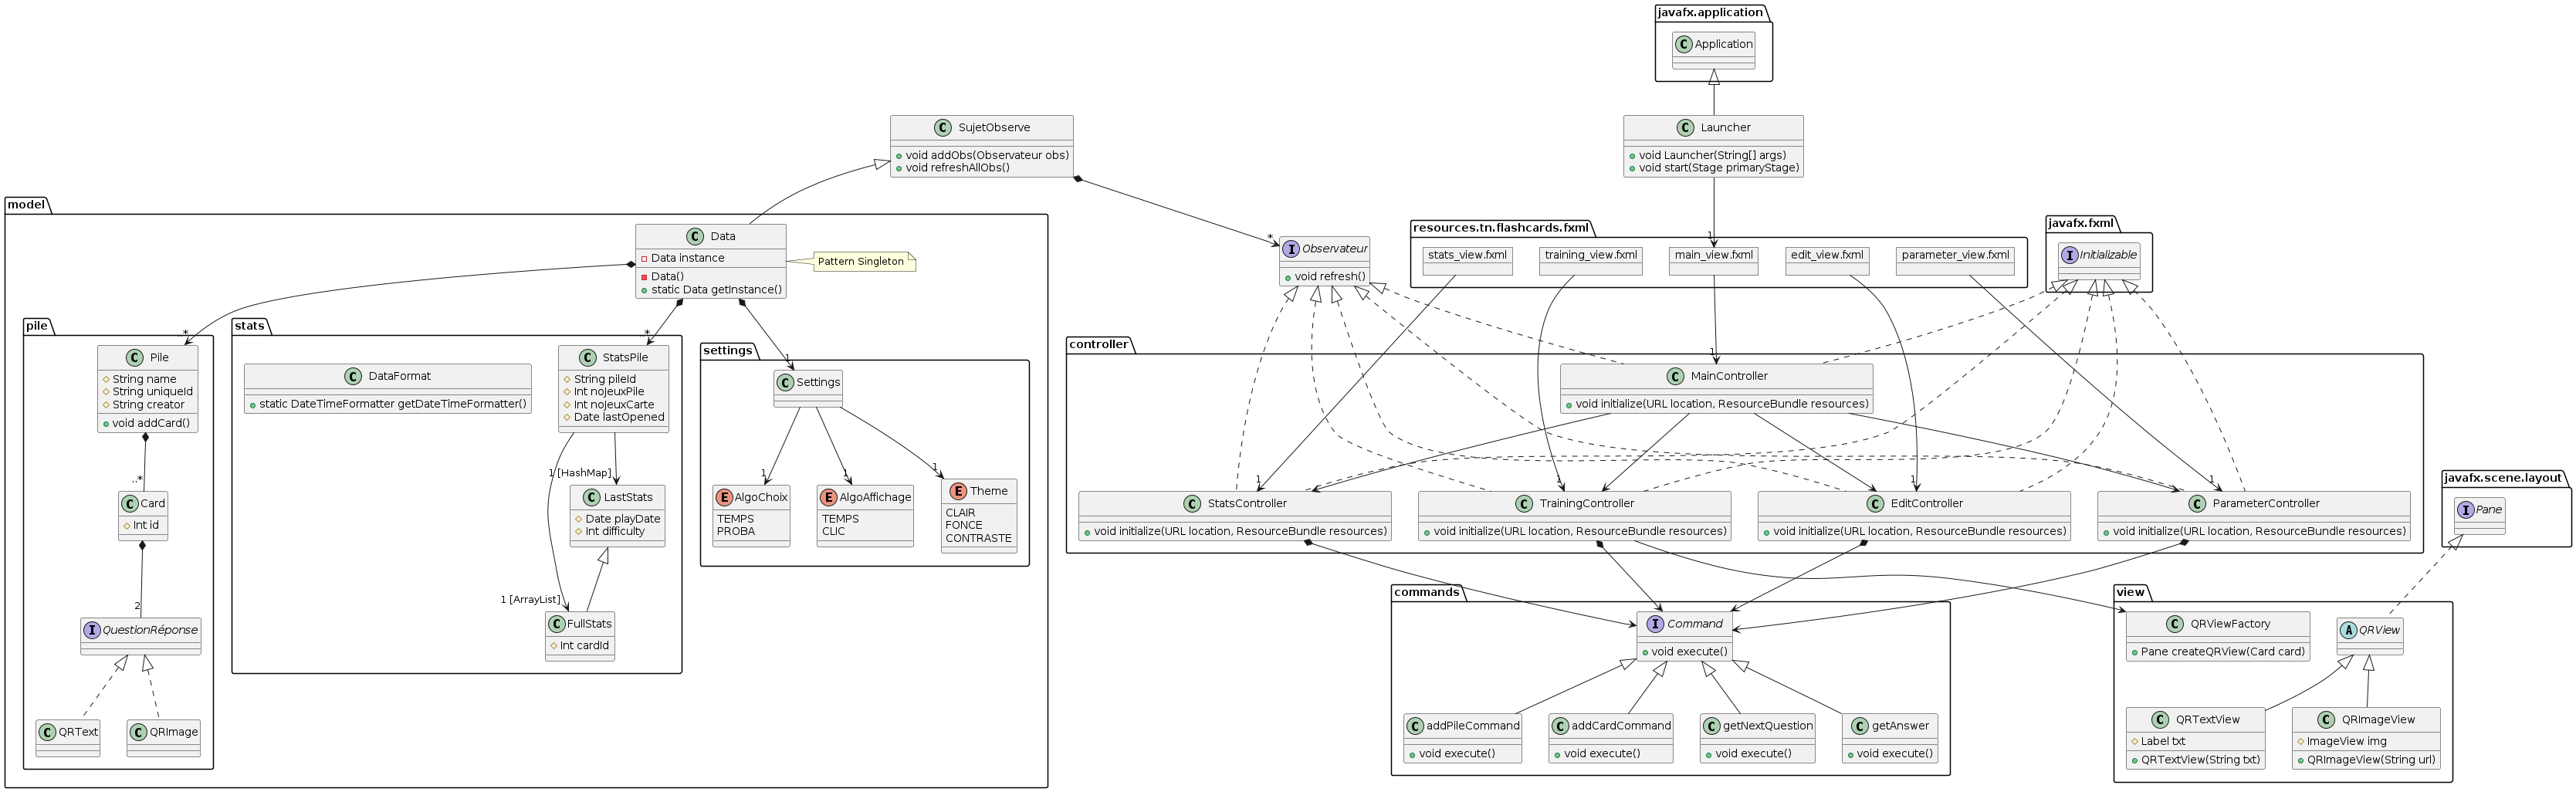 javafx.application
C Application
C SujetObserve
+ void addObs(Observateur obs)
+ void refreshAllObs()
C Launcher
+ void Launcher(String[] args)
+ void start(Stage primaryStage)
model
C Data
- Data instance
- Data()
+ static Data getInstance()
Pattern Singleton
*
I Observateur
+ void refresh()
resources.tn.flashcards.fxml
stats_view.fxml
training_view.fxml
1
main_view.fxml
edit_view.fxml
parameter_view.fxml
javafx.fxml
I Initializable
pile
..*
C Pile
String name
String uniqueId
String creator
+ void addCard()
..*
C Card
Int id
2
I QuestionRéponse
C QRText
C QRImage
stats
C DataFormat
+ static DateTimeFormatter getDateTimeFormatter()
..*
C StatsPile
String pileId
Int noJeuxPile
Int noJeuxCarte
Date lastOpened
1 [HashMap]
C LastStats
Date playDate
Int difficulty
1 [ArrayList]
C FullStats
Int cardId
settings
1
C Settings
1
1
1
E AlgoChoix
TEMPS
PROBA
E AlgoAffichage
TEMPS
CLIC
E Theme
CLAIR
FONCE
CONTRASTE
controller
1
C MainController
+ void initialize(URL location, ResourceBundle resources)
1
C StatsController
+ void initialize(URL location, ResourceBundle resources)
1
C TrainingController
+ void initialize(URL location, ResourceBundle resources)
1
C EditController
+ void initialize(URL location, ResourceBundle resources)
1
C ParameterController
+ void initialize(URL location, ResourceBundle resources)
javafx.scene.layout
I Pane
commands
I Command
+ void execute()
C addPileCommand
+ void execute()
C addCardCommand
+ void execute()
C getNextQuestion
+ void execute()
C getAnswer
+ void execute()
view
C QRViewFactory
+ Pane createQRView(Card card)
A QRView
C QRTextView
Label txt
+ QRTextView(String txt)
C QRImageView
ImageView img
+ QRImageView(String url)